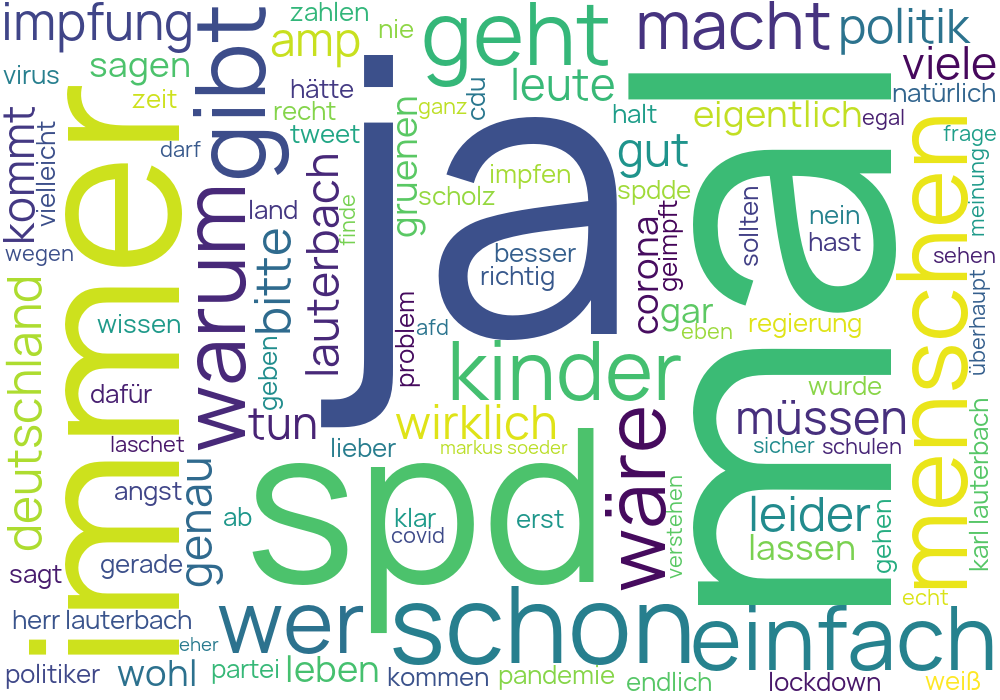 impfung
zahlen
nie
geht
macht
politik
amp
sagen
virus
gibt
viele
zeit
hätte
leute
natürlich
recht
ganz
cdu
halt
eigentlich
egal
tweet
frage
kommt
vielleicht
immer
darf
warum
ja
gruenen
gut
mal
menschen
meinunge
lauterbach
scholz
impfen
spdde
land
finde
wegen
bitte
besser
richtig
corona
geimpft
sollten
nein
hast
sehen
deutschland
wissen
geben
problem
afd
gar
eben
regierung
überhaupt
kinder
dafür
wurde
tun
wirklich
wäre
müssen
laschet
lieber
markus soeder
sicher
schulen
karl lauterbach
angst
genau
spd
ab
klar
covid
erst
verstehen
leider
lassen
gehen
sagt
gerade
echt
herr lauterbach
eher
wer
schon
einfach
politiker
wohl
partei
leben
kommen
pandemie
endlich
lockdown
weiß